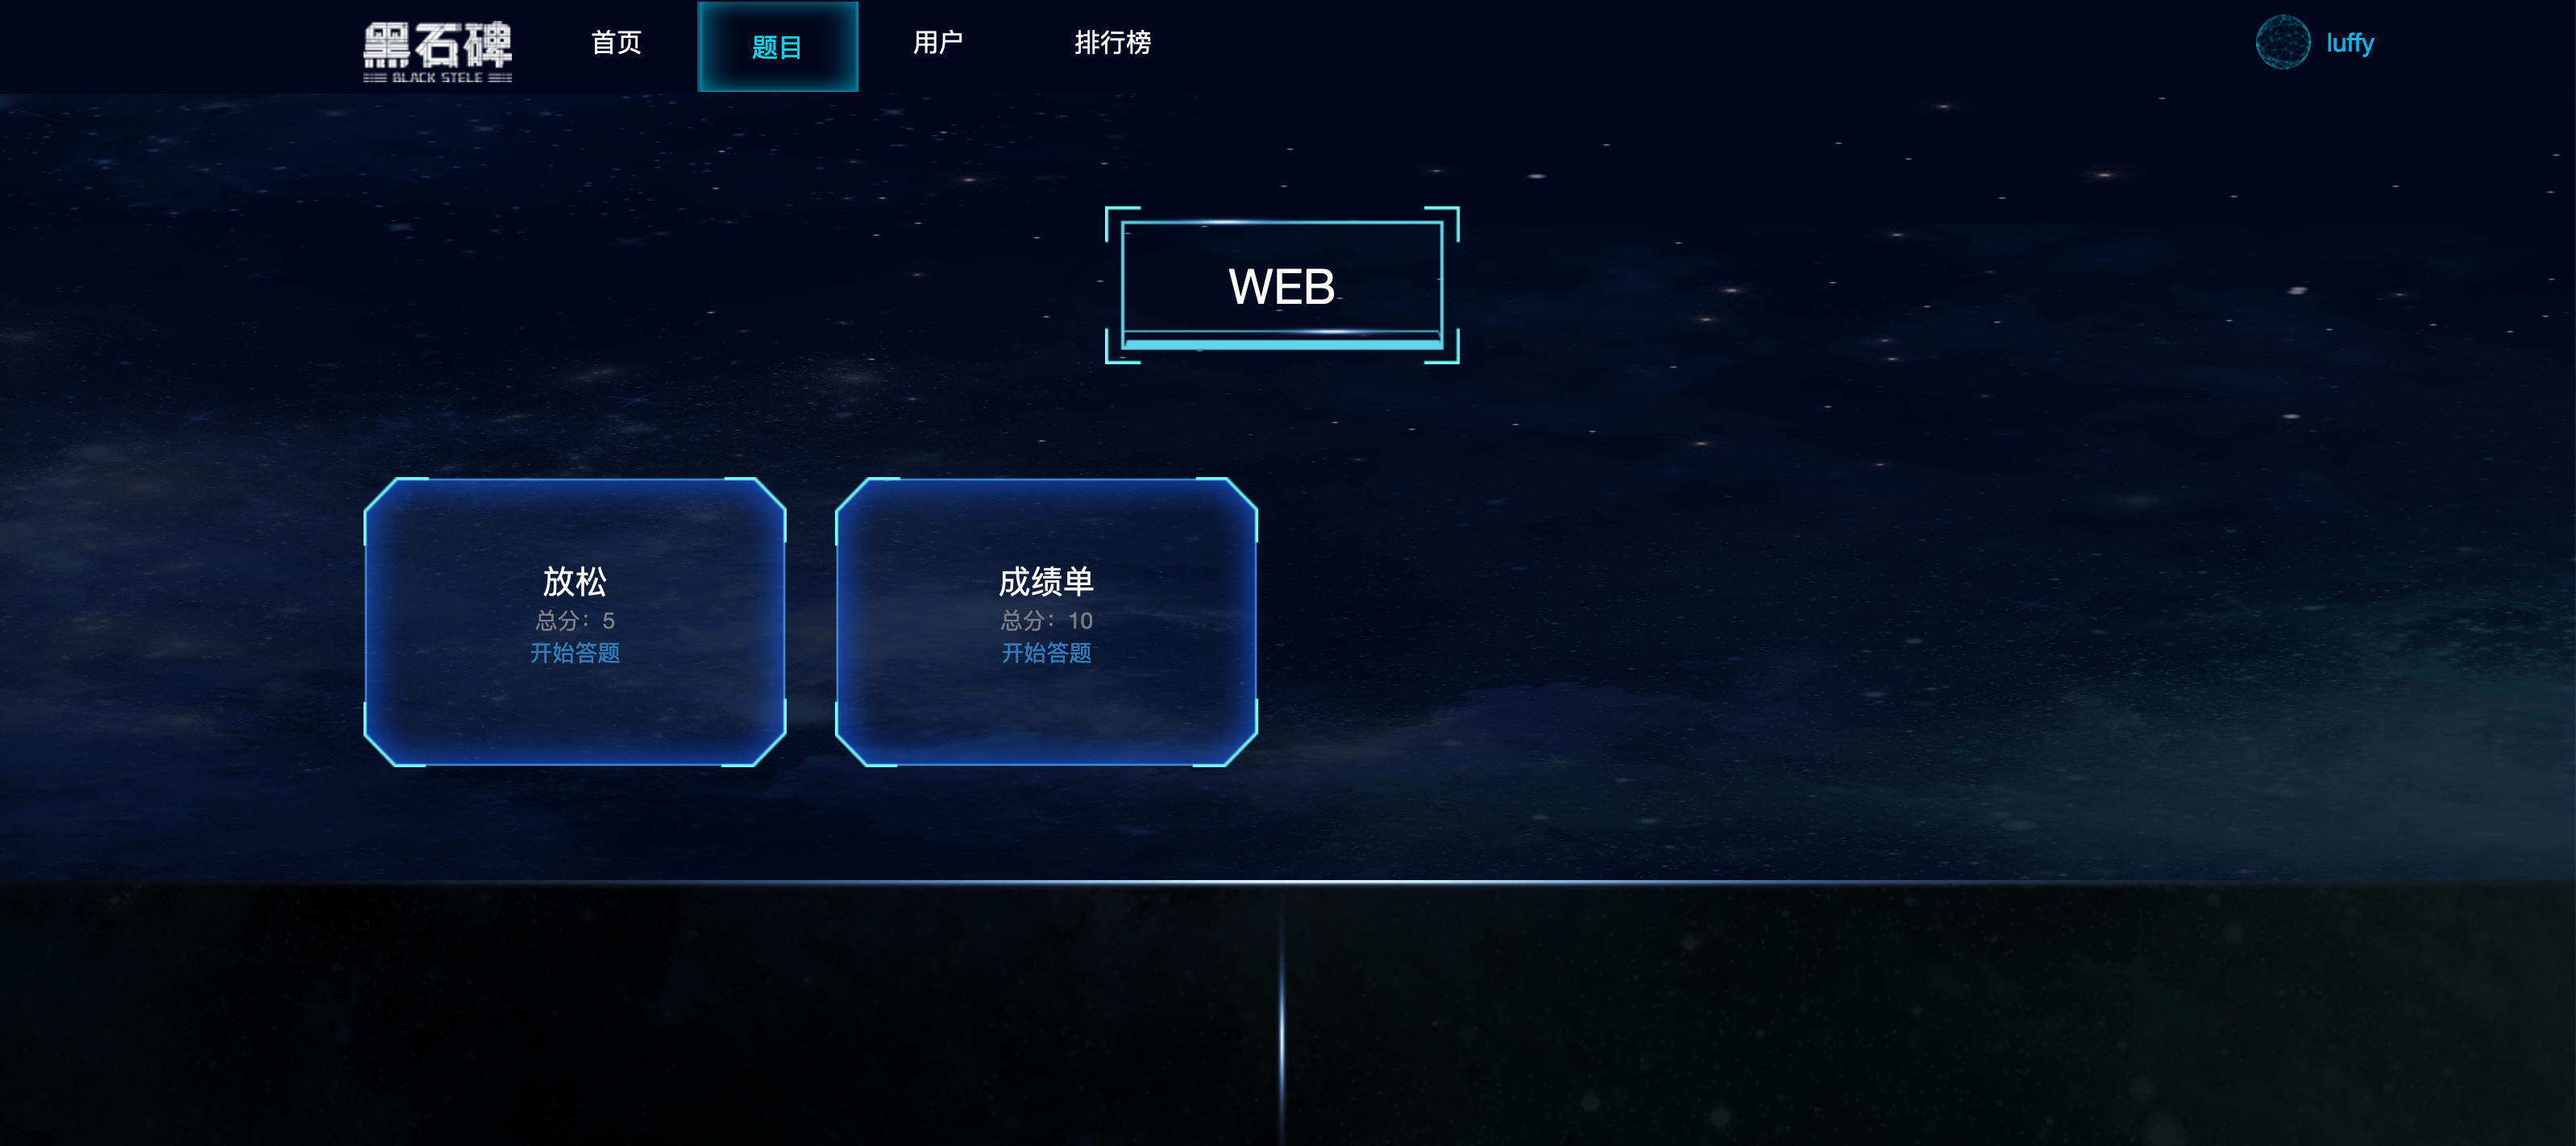 黑石碑
BLACK STELE
首页
题目
用户
排行榜
luffy
WEB
放松
总分：5
开始答题
成绩单
总分：10
开始答题